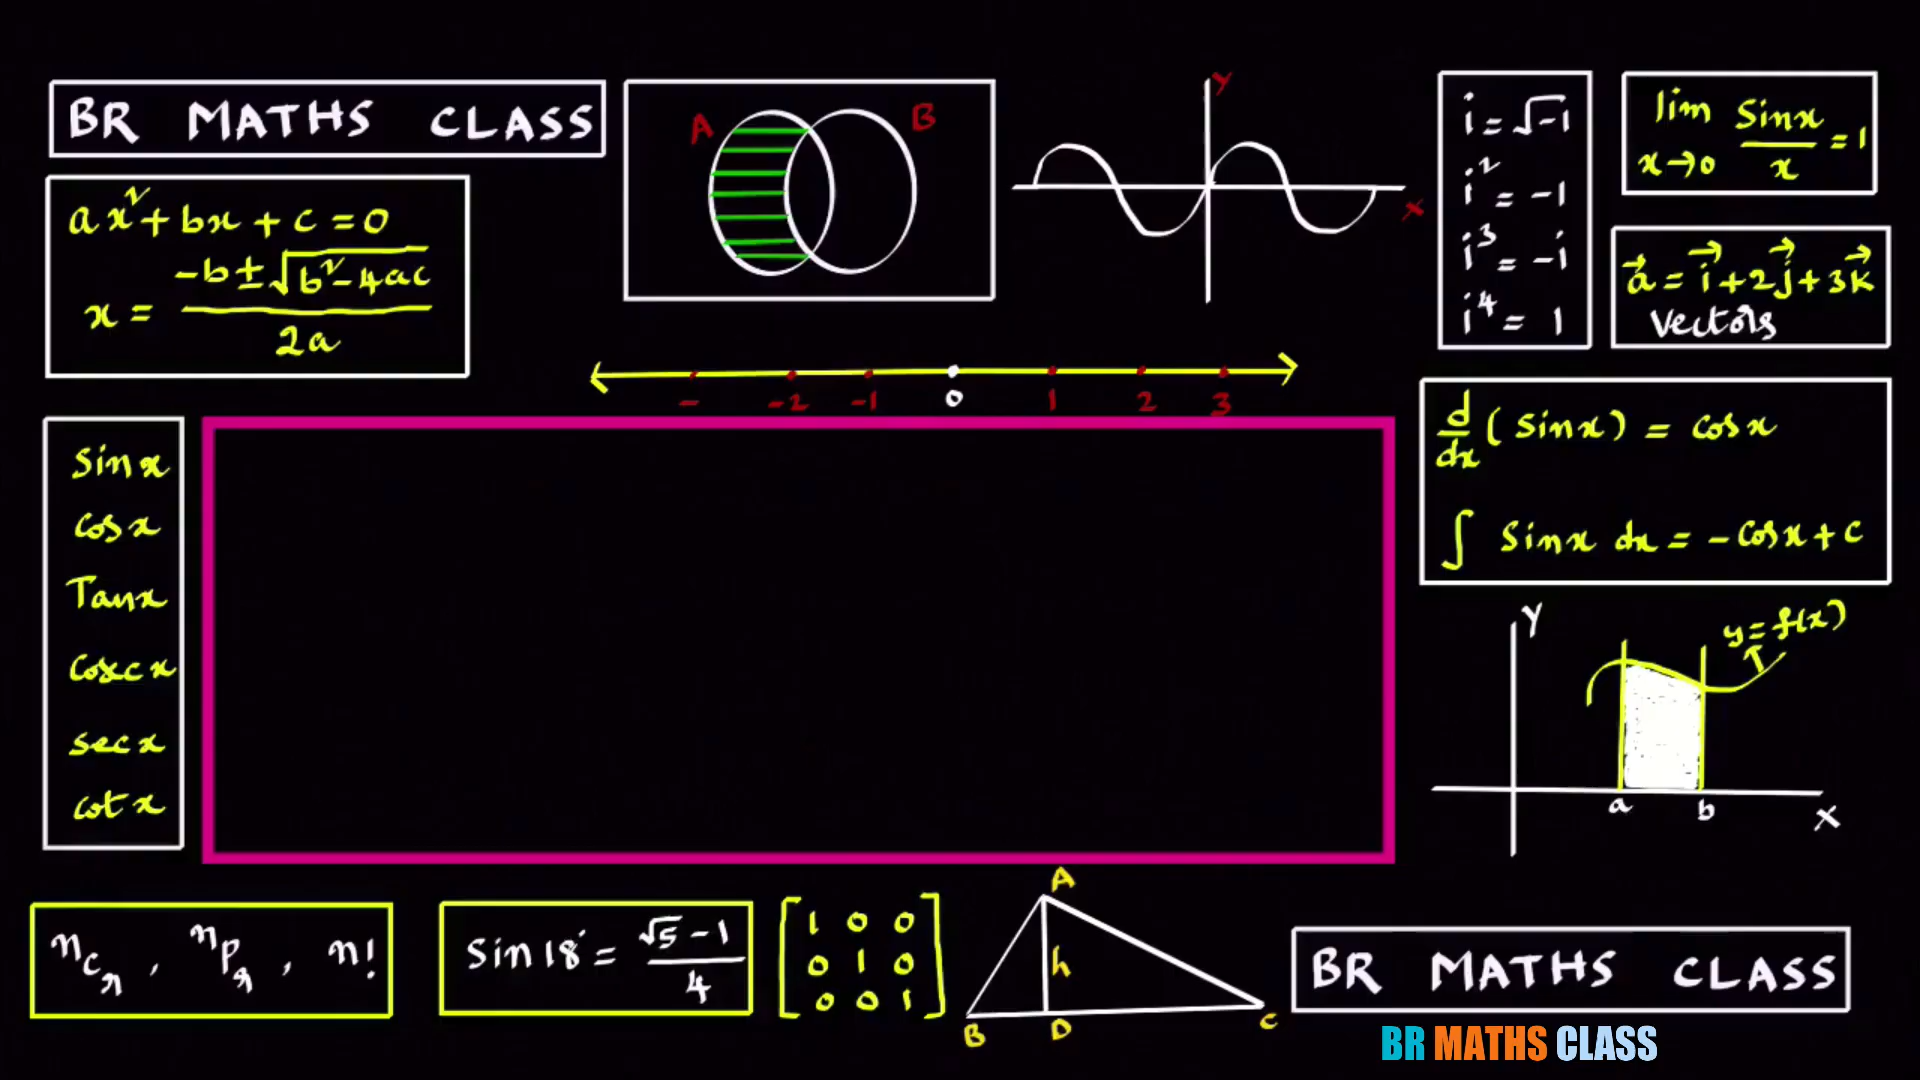 BR MATHS CLASS
ax²+bx+c=0
x = -b±√b²-4ac
2a
A B
Y
X
i=√-1
i²=-1
i³=-i
i⁴=1
lim Sinx
x→0 x =1
a⃗=i⃗+2j⃗+3k⃗
Vectors
- -2 -1 0 1 2 3
Sinx
Cosx
Tanx
Cosecx
secx
cotx
d/dx (Sinx) = Cosx
∫ Sinx dx = -Cosx+c
Y
y=f(x)
a b
X
nCr, nPr, n!
Sin18°=√5-1
4
1 0 0
0 1 0
0 0 1
A
h
B D C
BR MATHS CLASS
BR MATHS CLASS